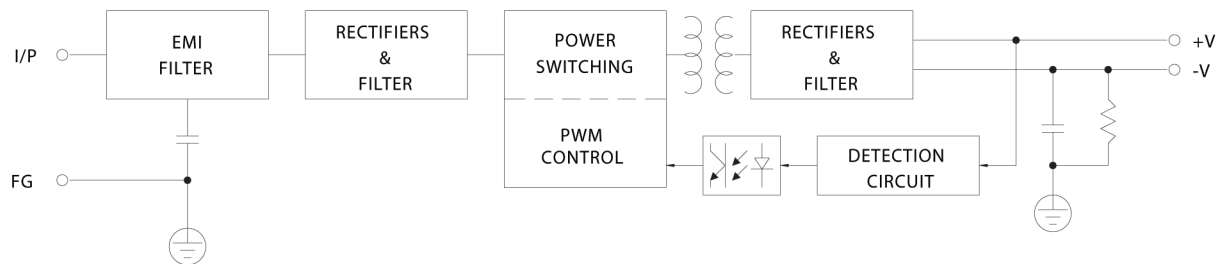 I/P
EMI
FILTER
RECTIFIERS
&
FILTER
POWER
SWITCHING
PWM
CONTROL
RECTIFIERS
&
FILTER
+V
-V
DETECTION
CIRCUIT
FG